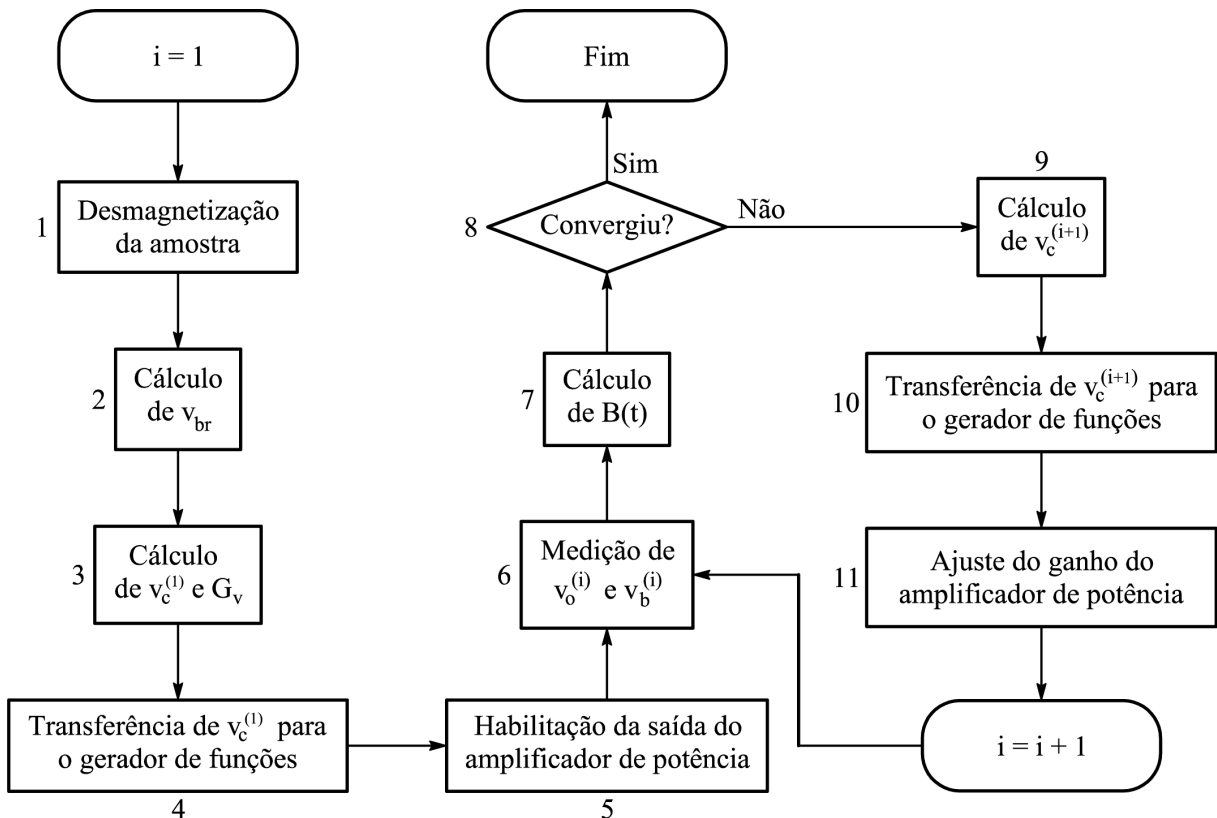 i = 1
1
Desmagnetização
da amostra
2
Cálculo
de v_br
3
Cálculo
de v_c^(1) e G_v
Transferência de v_c^(1) para
o gerador de funções
4
Habilitação da saída do
amplificador de potência
5
6
Medição de
v_o^(i) e v_b^(i)
7
Cálculo
de B(t)
8
Convergiu?
Sim
Fim
Não
9
Cálculo
de v_c^(i+1)
10
Transferência de v_c^(i+1) para
o gerador de funções
11
Ajuste do ganho do
amplificador de potência
i = i + 1